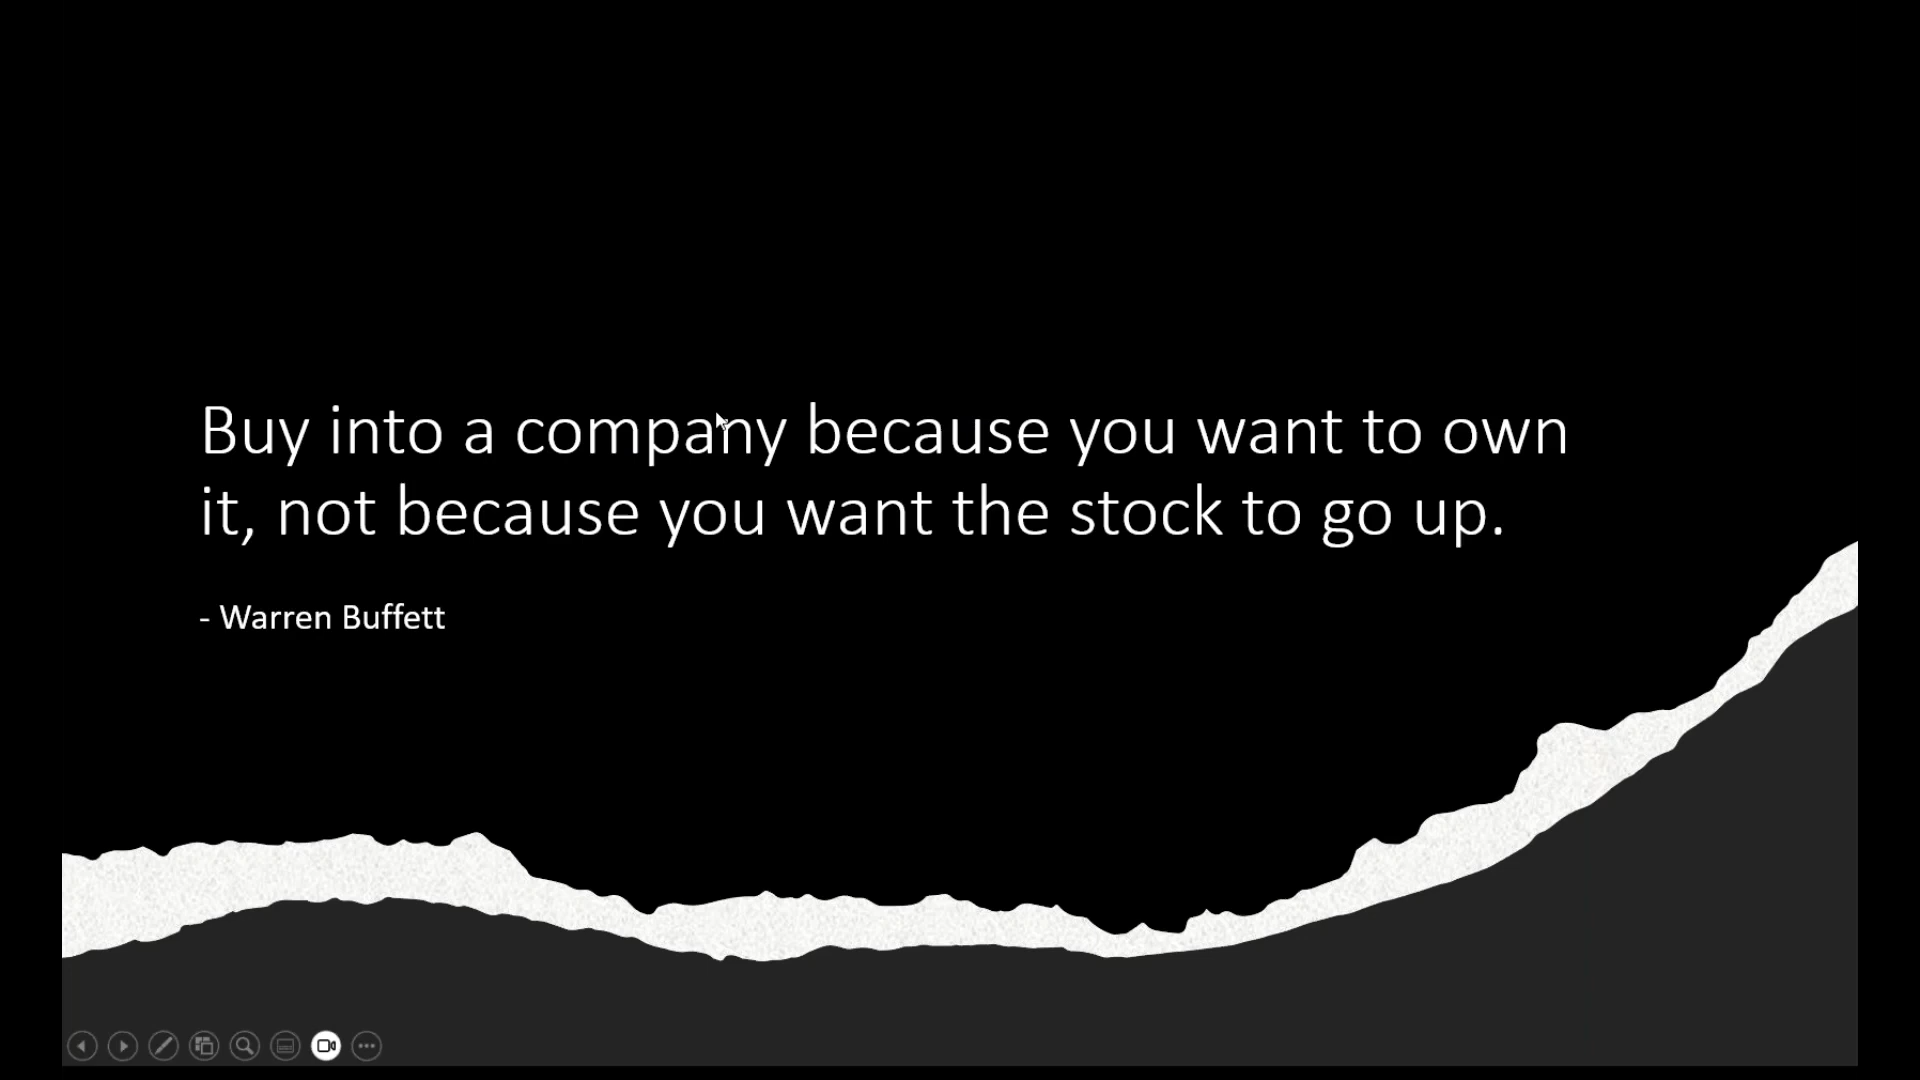 Buy into a company because you want to own
it, not because you want the stock to go up.
- Warren Buffett